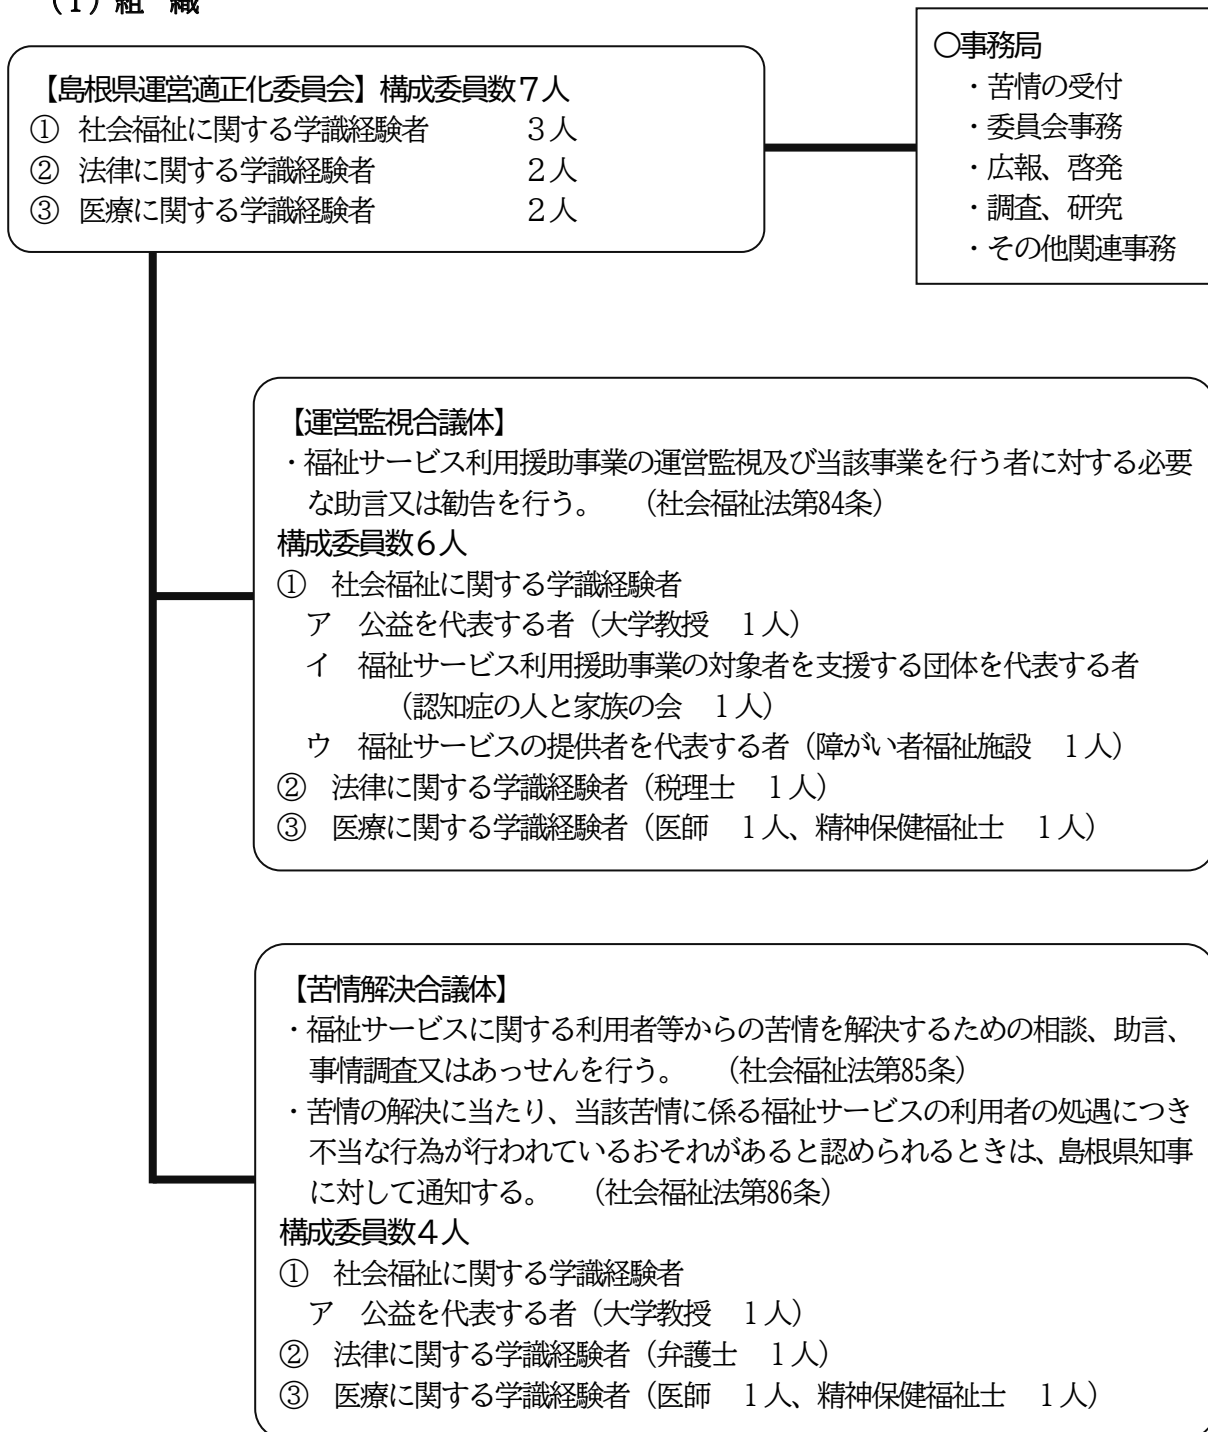 （1）組　織
【島根県運営適正化委員会】構成委員数７人
①　社会福祉に関する学識経験者　　　３人
②　法律に関する学識経験者　　　　　２人
③　医療に関する学識経験者　　　　　２人
○事務局
・苦情の受付
・委員会事務
・広報、啓発
・調査、研究
・その他関連事務
【運営監視合議体】
・福祉サービス利用援助事業の運営監視及び当該事業を行う者に対する必要
な助言又は勧告を行う。　（社会福祉法第84条）
構成委員数６人
①　社会福祉に関する学識経験者
ア　公益を代表する者（大学教授　１人）
イ　福祉サービス利用援助事業の対象者を支援する団体を代表する者
（認知症の人と家族の会　１人）
ウ　福祉サービスの提供者を代表する者（障がい者福祉施設　１人）
②　法律に関する学識経験者（税理士　１人）
③　医療に関する学識経験者（医師　１人、精神保健福祉士　１人）
【苦情解決合議体】
・福祉サービスに関する利用者等からの苦情を解決するための相談、助言、
事情調査又はあっせんを行う。　（社会福祉法第85条）
・苦情の解決に当たり、当該苦情に係る福祉サービスの利用者の処遇につき
不当な行為が行われているおそれがあると認められるときは、島根県知事
に対して通知する。　（社会福祉法第86条）
構成委員数４人
①　社会福祉に関する学識経験者
ア　公益を代表する者（大学教授　１人）
②　法律に関する学識経験者（弁護士　１人）
③　医療に関する学識経験者（医師　１人、精神保健福祉士　１人）